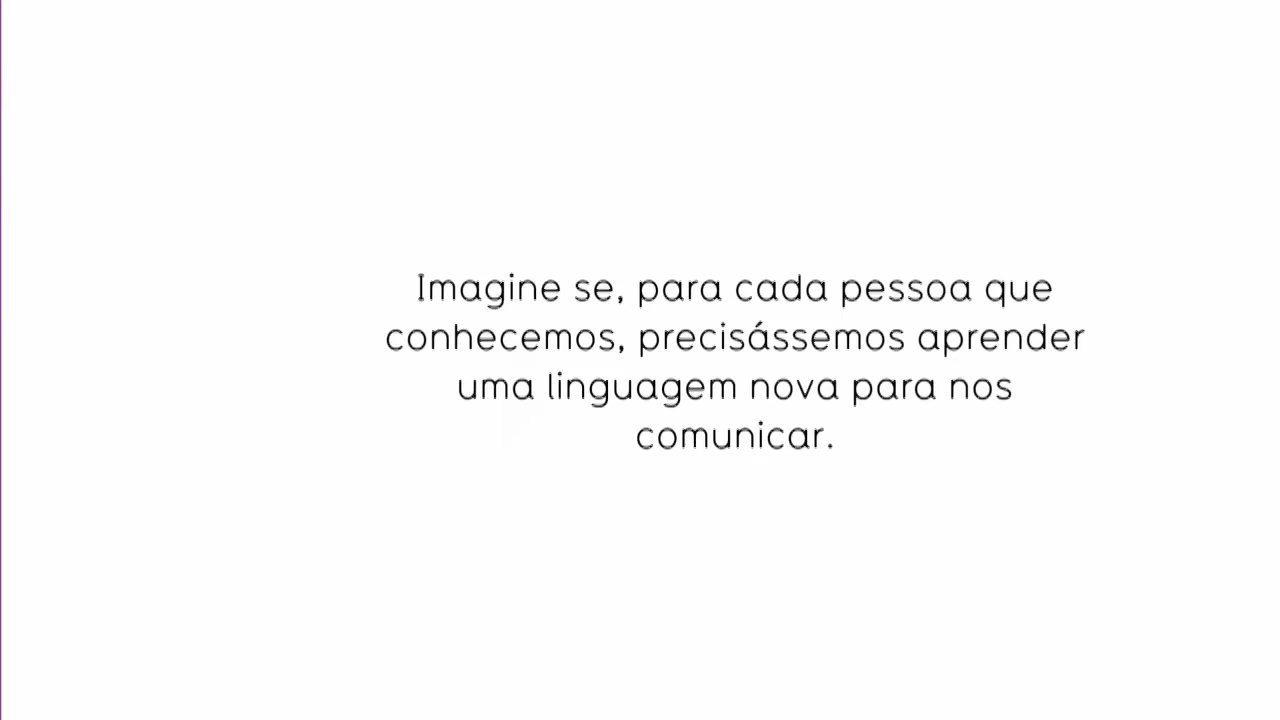 Imagine se, para cada pessoa que
conhecemos, precisássemos aprender
uma linguagem nova para nos
comunicar.